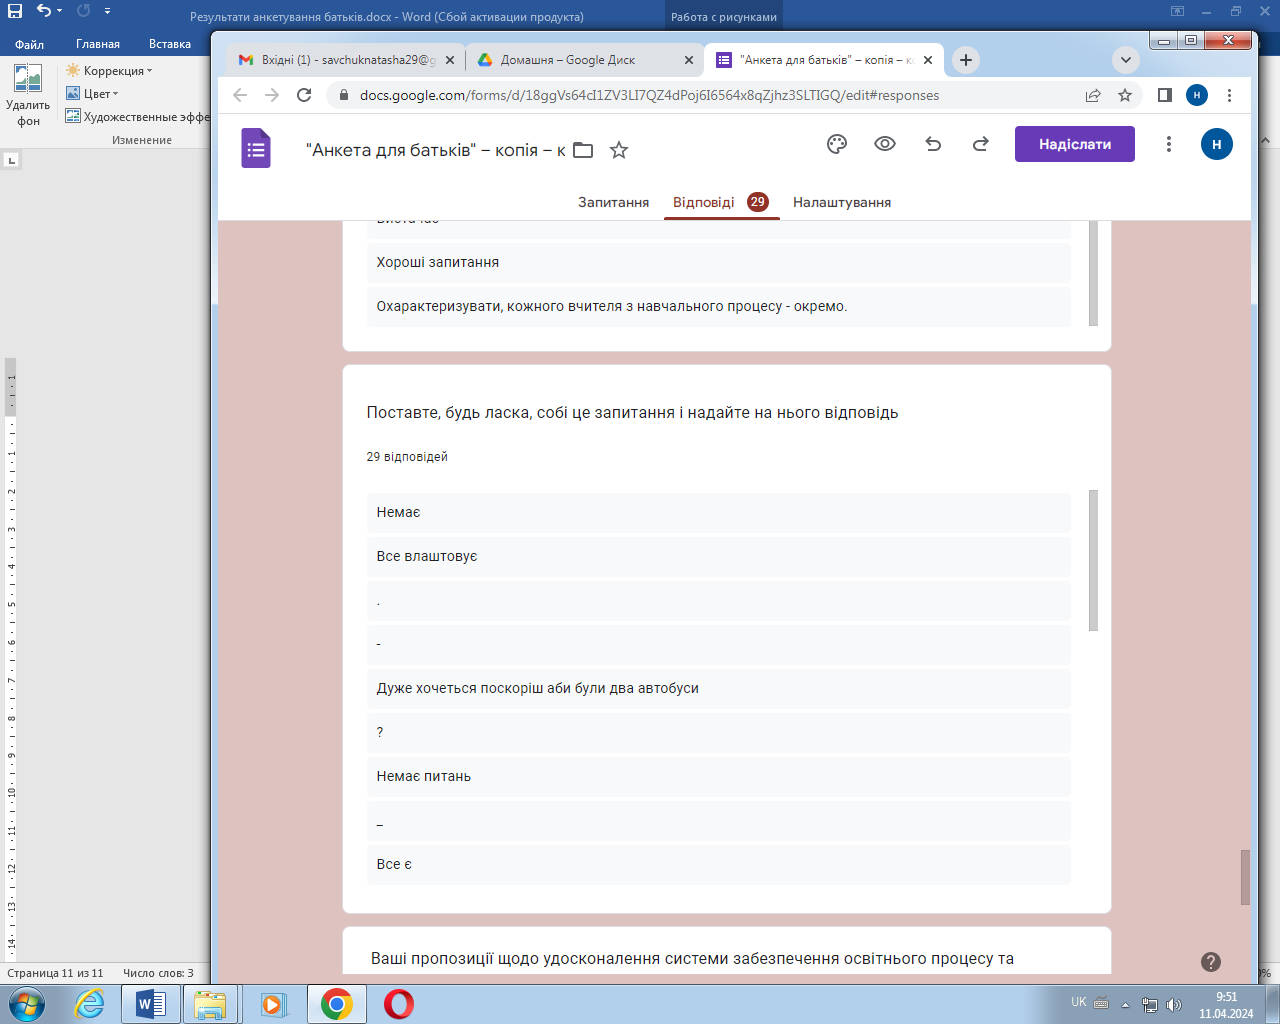 Результати анкетування батьків.docx - Word (Сбой активации продукта)
Работа с рисунками
Файл
Главная
Вставка
Удалить
фон
Коррекция
Цвет
Художественные эффе
Изменение
Вхідні (1) - savchuknatasha29@g
Домашня – Google Диск
"Анкета для батьків" – копія – ко
docs.google.com/forms/d/18ggVs64cI1ZV3LI7QZ4dPoj6I6564x8qZjhz3SLTIGQ/edit#responses
"Анкета для батьків" – копія – к
Надіслати
Н
Запитання
Відповіді 29
Налаштування
Вистачає
Хороші запитання
Охарактеризувати, кожного вчителя з навчального процесу - окремо.
Поставте, будь ласка, собі це запитання і надайте на нього відповідь
29 відповідей
Немає
Все влаштовує
.
-
Дуже хочеться поскоріш аби були два автобуси
?
Немає питань
_
Все є
Ваші пропозиції щодо удосконалення системи забезпечення освітнього процесу та
Страница 11 из 11
Число слов: 3
0%
UK
9:51
11.04.2024